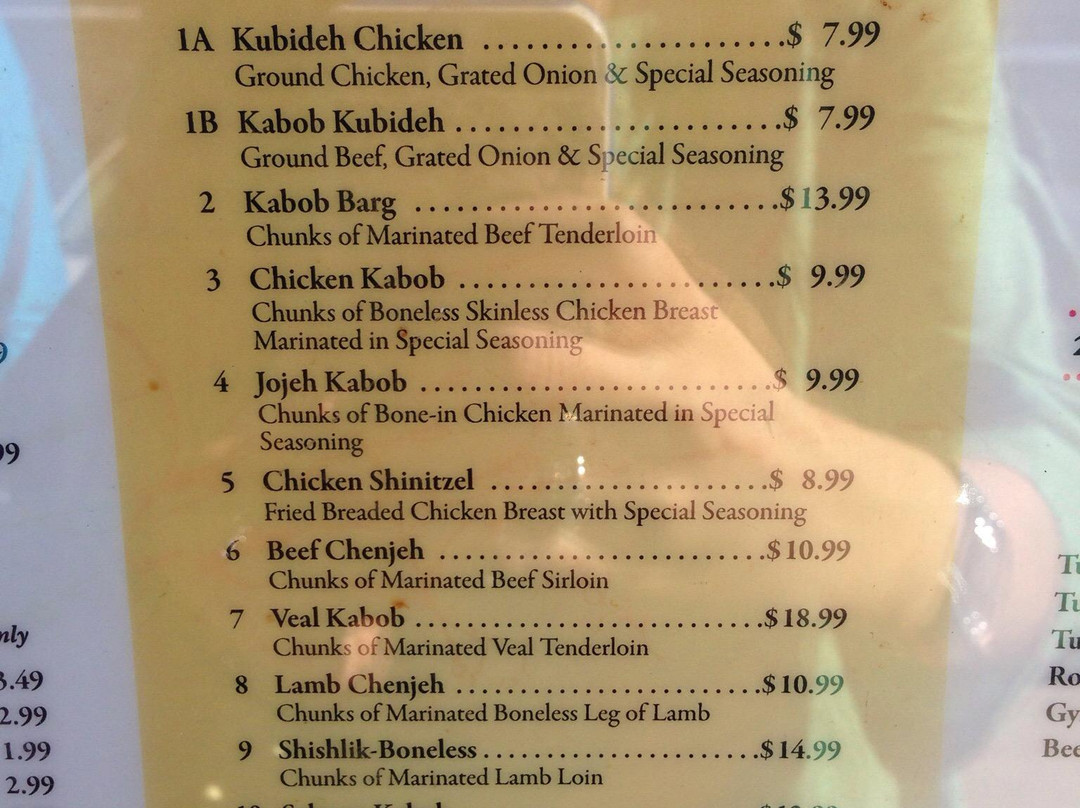 1A Kubideh Chicken ........................$ 7.99
Ground Chicken, Grated Onion & Special Seasoning
1B Kabob Kubideh ..........................$ 7.99
Ground Beef, Grated Onion & Special Seasoning
2 Kabob Barg .............................$13.99
Chunks of Marinated Beef Tenderloin
3 Chicken Kabob .........................$ 9.99
Chunks of Boneless Skinless Chicken Breast
Marinated in Special Seasoning
4 Jojeh Kabob ............................$ 9.99
Chunks of Bone-in Chicken Marinated in Special
Seasoning
5 Chicken Shinitzel ......................$ 8.99
Fried Breaded Chicken Breast with Special Seasoning
6 Beef Chenjeh ...........................$10.99
Chunks of Marinated Beef Sirloin
7 Veal Kabob .............................$18.99
Chunks of Marinated Veal Tenderloin
8 Lamb Chenjeh ..........................$10.99
Chunks of Marinated Boneless Leg of Lamb
9 Shishlik-Boneless.......................$14.99
Chunks of Marinated Lamb Loin
3.49
2.99
1.99
2.99